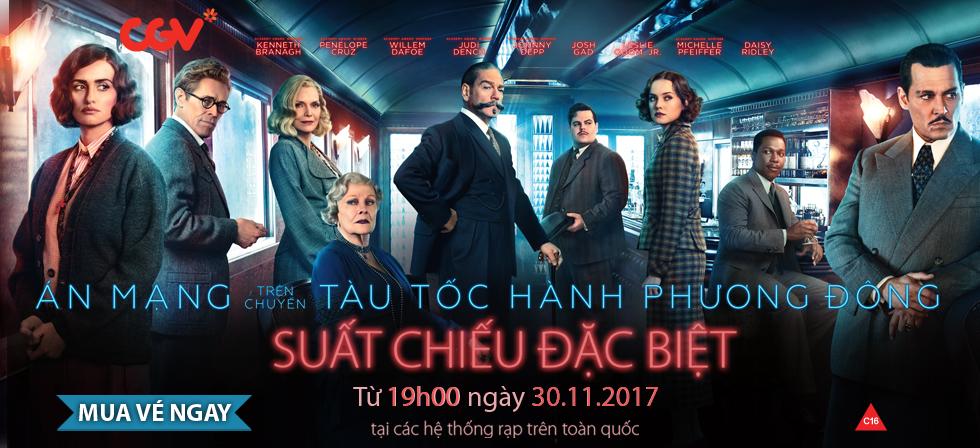 CGV
KENNETH BRANAGH PENÉLOPE CRUZ WILLEM DAFOE JUDI DENCH JOHNNY DEPP JOSH GAD LESLIE ODOM, JR. MICHELLE PFEIFFER DAISY RIDLEY
ÁN MẠNG TRÊN CHUYẾN TÀU TỐC HÀNH PHƯƠNG ĐÔNG
SUẤT CHIẾU ĐẶC BIỆT
Từ 19h00 ngày 30.11.2017
tại các hệ thống rạp trên toàn quốc
MUA VÉ NGAY
C16